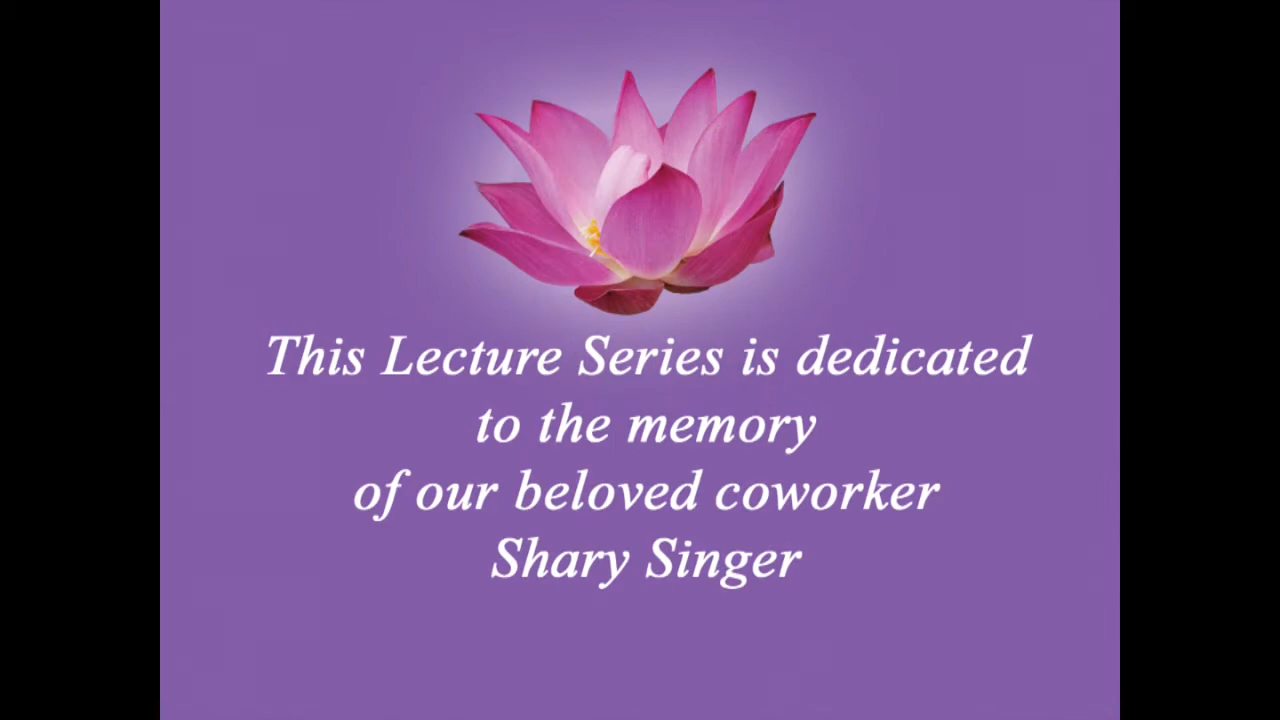 This Lecture Series is dedicated
to the memory
of our beloved coworker
Shary Singer